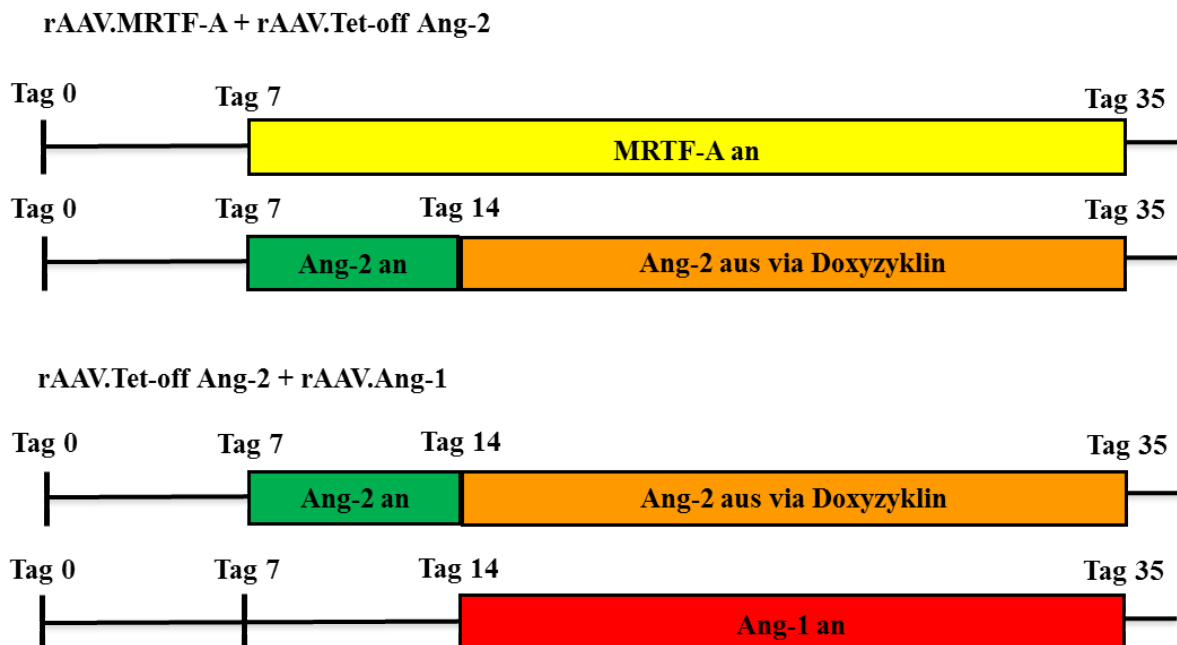 rAAV.MRTF-A + rAAV.Tet-off Ang-2
Tag 0 Tag 7 Tag 35
MRTF-A an
Tag 0 Tag 7 Tag 14 Tag 35
Ang-2 an Ang-2 aus via Doxyzyklin
rAAV.Tet-off Ang-2 + rAAV.Ang-1
Tag 0 Tag 7 Tag 14 Tag 35
Ang-2 an Ang-2 aus via Doxyzyklin
Tag 0 Tag 7 Tag 14 Tag 35
Ang-1 an